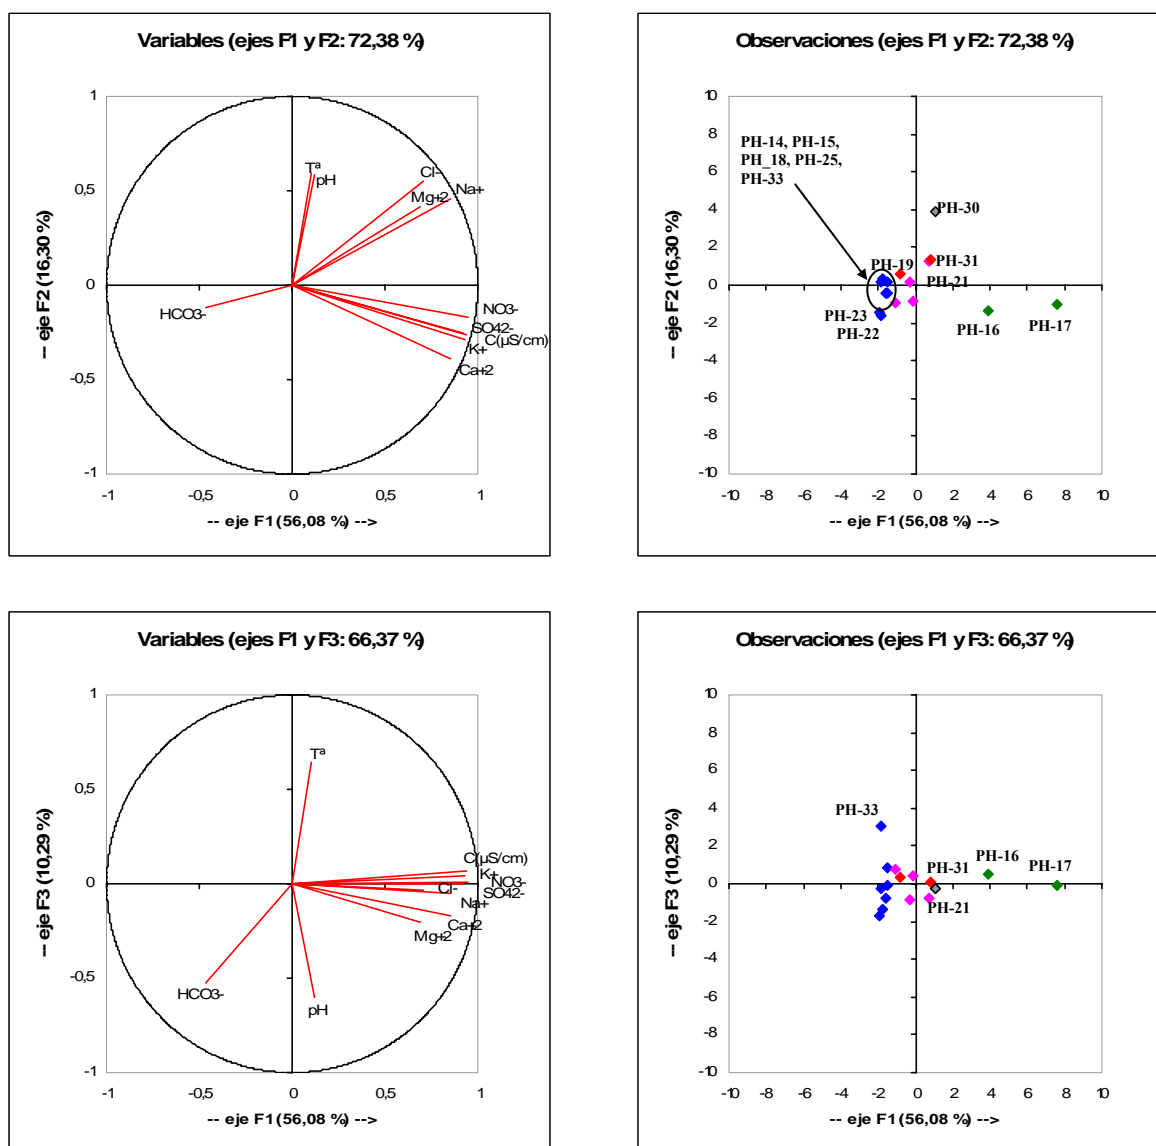 Variables (ejes F1 y F2: 72,38 %)
1
0,5
0
-0,5
-1
-1
-0,5
0
0,5
1
-- eje F2 (16,30 %) -->
-- eje F1 (56,08 %) -->
Tª
pH
Cl-
Mg+2
Na+
HCO3-
NO3-
SO42-
C(µS/cm)
K+
Ca+2
Observaciones (ejes F1 y F2: 72,38 %)
10
8
6
4
2
0
-2
-4
-6
-8
-10
-10
-8
-6
-4
-2
0
2
4
6
8
10
-- eje F2 (16,30 %) -->
-- eje F1 (56,08 %) -->
PH-14, PH-15,
PH_18, PH-25,
PH-33
PH-30
PH-19
PH-31
PH-21
PH-23
PH-22
PH-16
PH-17
Variables (ejes F1 y F3: 66,37 %)
1
0,5
0
-0,5
-1
-1
-0,5
0
0,5
1
-- eje F3 (10,29 %) -->
-- eje F1 (56,08 %) -->
Tª
C(µS/cm)
K+
NO3-
Cl-
SO42-
Na+
Ca+2
Mg+2
HCO3-
pH
Observaciones (ejes F1 y F3: 66,37 %)
10
8
6
4
2
0
-2
-4
-6
-8
-10
-10
-8
-6
-4
-2
0
2
4
6
8
10
-- eje F3 (10,29 %) -->
-- eje F1 (56,08 %) -->
PH-33
PH-31
PH-16
PH-17
PH-21